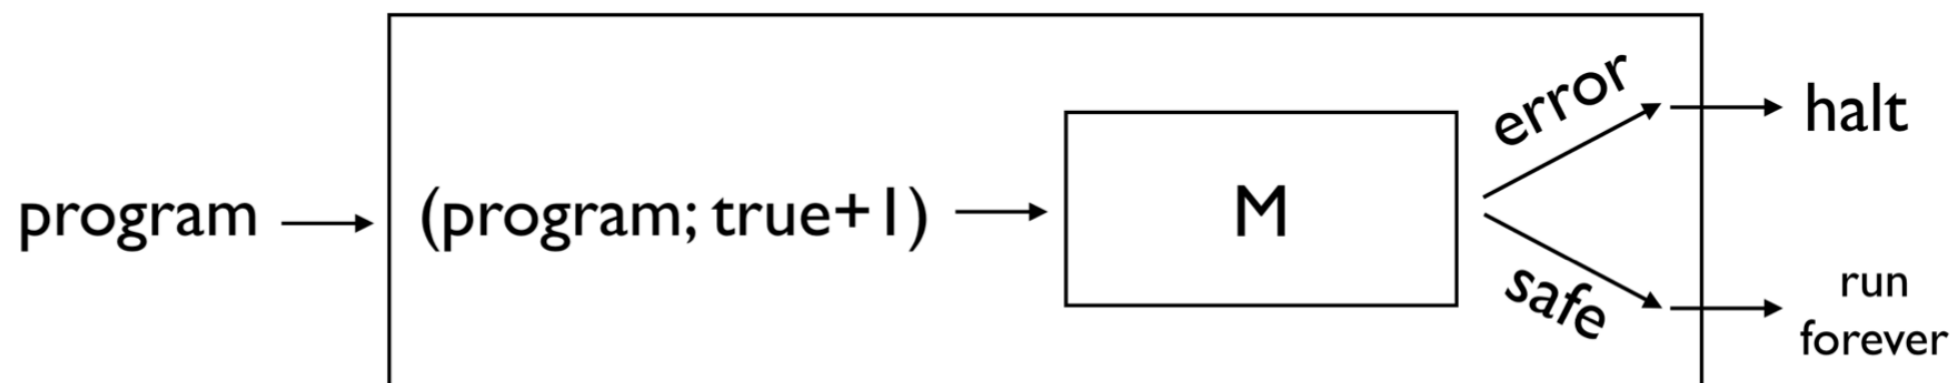 error
halt
program
(program; true+1)
M
safe
run
forever